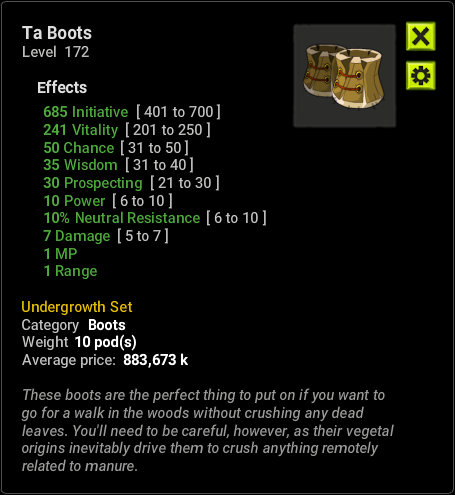 Ta Boots
Level 172
Effects
685 Initiative [ 401 to 700 ]
241 Vitality [ 201 to 250 ]
50 Chance [ 31 to 50 ]
35 Wisdom [ 31 to 40 ]
30 Prospecting [ 21 to 30 ]
10 Power [ 6 to 10 ]
10% Neutral Resistance [ 6 to 10 ]
7 Damage [ 5 to 7 ]
1 MP
1 Range
Undergrowth Set
Category Boots
Weight 10 pod(s)
Average price: 883,673 k
These boots are the perfect thing to put on if you want to
go for a walk in the woods without crushing any dead
leaves. You'll need to be careful, however, as their vegetal
origins inevitably drive them to crush anything remotely
related to manure.